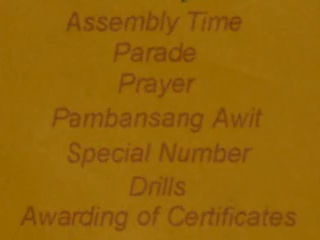 Assembly Time
Parade
Prayer
Pambansang Awit
Special Number
Drills
Awarding of Certificates